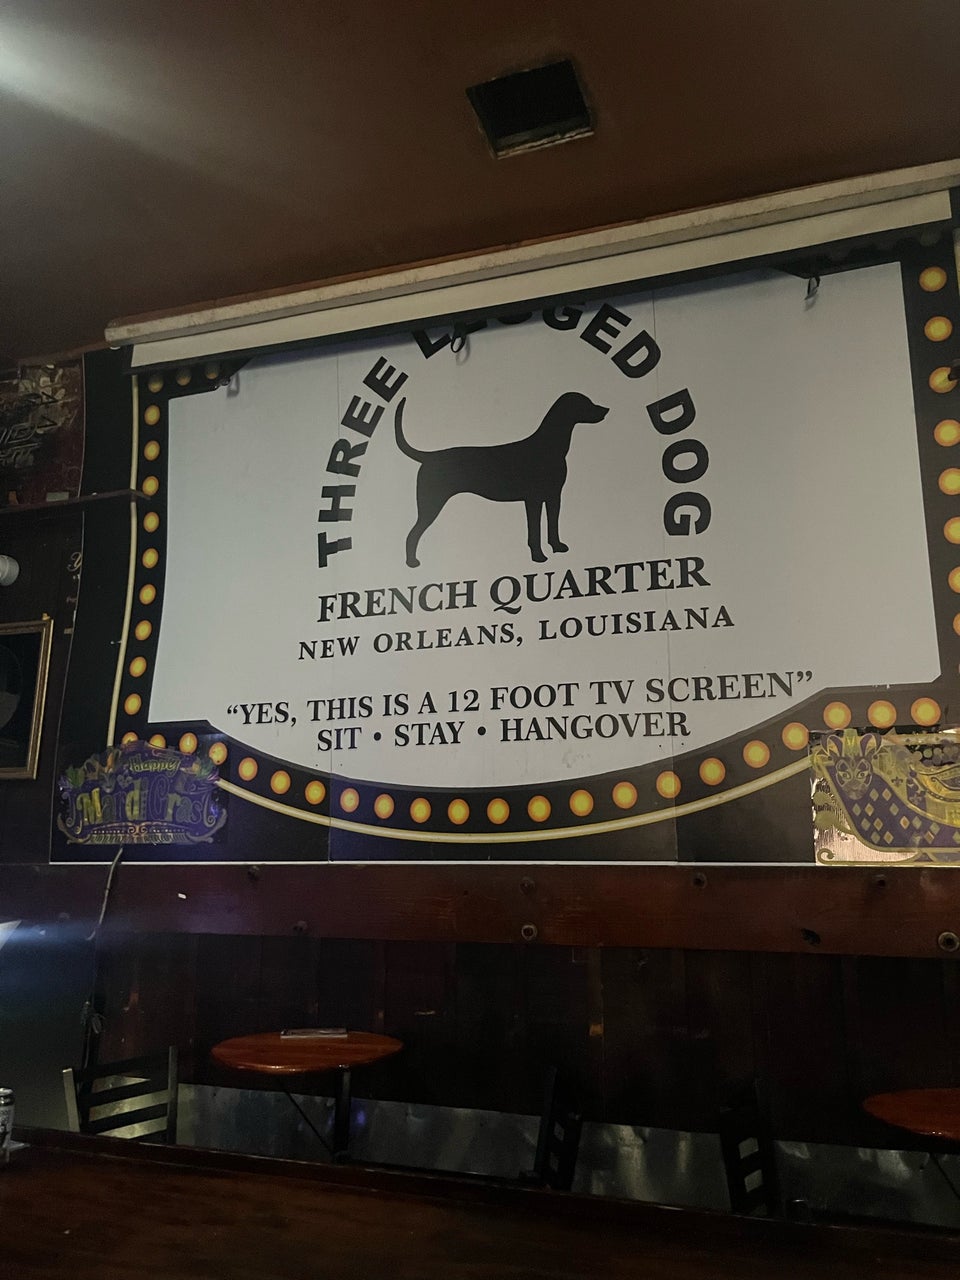 THREE LEGGED DOG
FRENCH QUARTER
NEW ORLEANS, LOUISIANA
“YES, THIS IS A 12 FOOT TV SCREEN”
SIT • STAY • HANGOVER
Happy
Mardi Gras